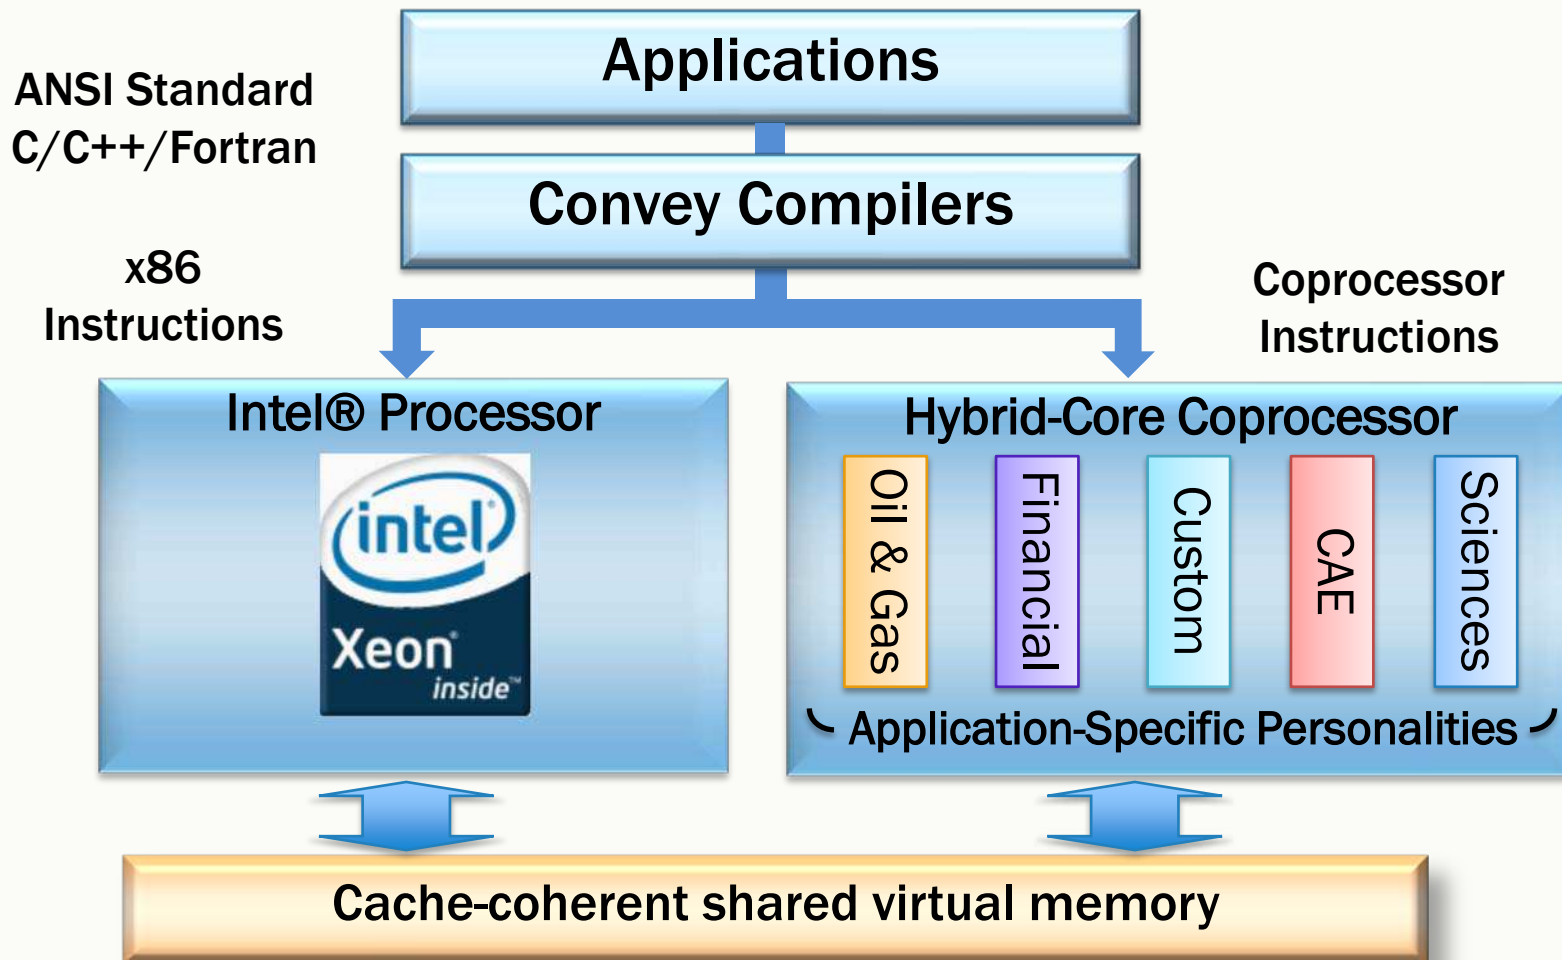 Applications
ANSI Standard
C/C++/Fortran
Convey Compilers
x86
Instructions
Coprocessor
Instructions
Intel® Processor
intel®
Xeon®
inside™
Hybrid-Core Coprocessor
Oil & Gas
Financial
Custom
CAE
Sciences
Application-Specific Personalities
Cache-coherent shared virtual memory